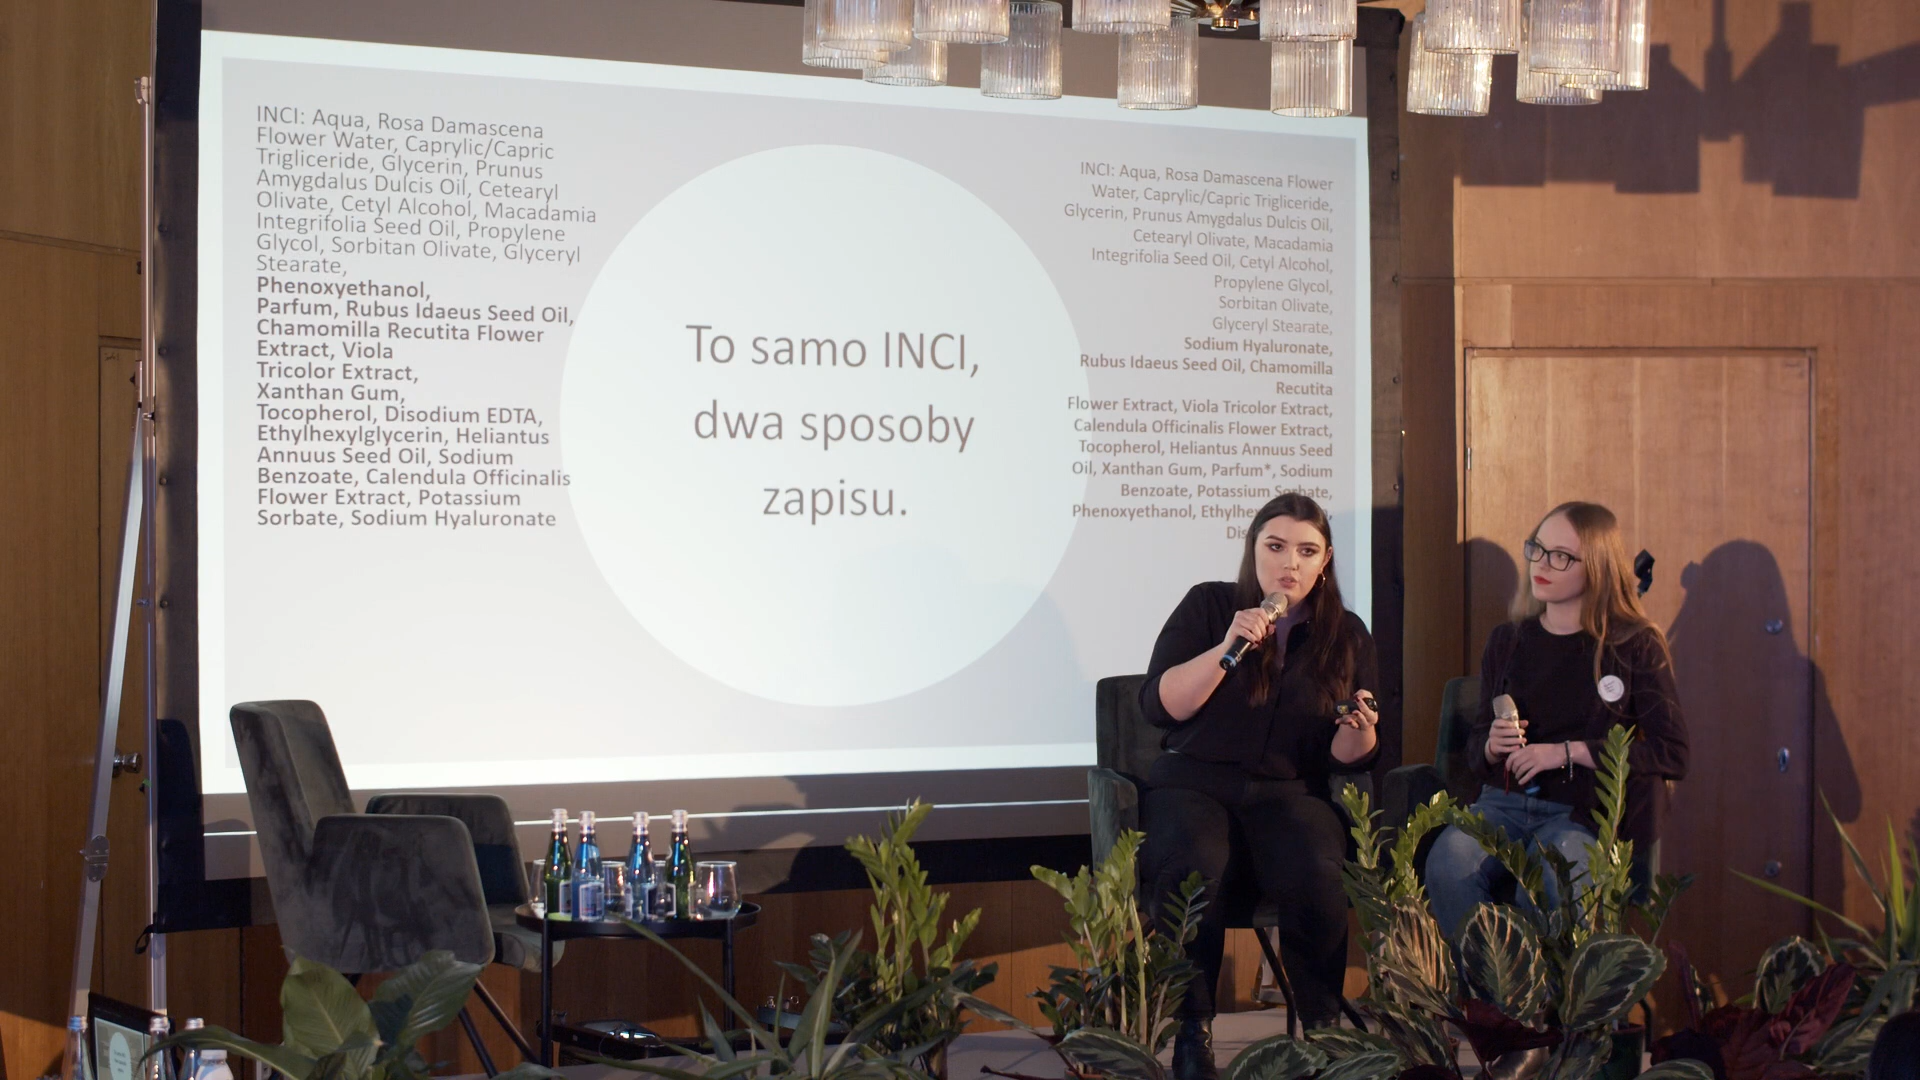 INCI: Aqua, Rosa Damascena
Flower Water, Caprylic/Capric
Trigliceride, Glycerin, Prunus
Amygdalus Dulcis Oil, Cetearyl
Olivate, Cetyl Alcohol, Macadamia
Integrifolia Seed Oil, Propylene
Glycol, Sorbitan Olivate, Glyceryl
Stearate,
Phenoxyethanol,
Parfum, Rubus Idaeus Seed Oil,
Chamomilla Recutita Flower
Extract, Viola
Tricolor Extract,
Xanthan Gum,
Tocopherol, Disodium EDTA,
Ethylhexylglycerin, Heliantus
Annuus Seed Oil, Sodium
Benzoate, Calendula Officinalis
Flower Extract, Potassium
Sorbate, Sodium Hyaluronate
To samo INCI,
dwa sposoby
zapisu.
INCI: Aqua, Rosa Damascena Flower
Water, Caprylic/Capric Trigliceride,
Glycerin, Prunus Amygdalus Dulcis Oil,
Cetearyl Olivate, Macadamia
Integrifolia Seed Oil, Cetyl Alcohol,
Propylene Glycol,
Sorbitan Olivate,
Glyceryl Stearate,
Sodium Hyaluronate,
Rubus Idaeus Seed Oil, Chamomilla
Recutita
Flower Extract, Viola Tricolor Extract,
Calendula Officinalis Flower Extract,
Tocopherol, Heliantus Annuus Seed
Oil, Xanthan Gum, Parfum*, Sodium
Benzoate, Potassium Sorbate,
Phenoxyethanol,